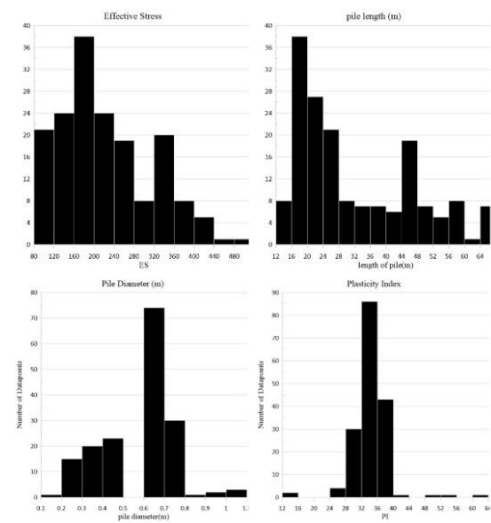 Effective Stress
40
36
32
28
24
20
16
12
8
4
0
80 120 160 200 240 280 320 360 400 440 480
ES
pile length (m)
40
36
32
28
24
20
16
12
8
4
0
12 16 20 24 28 32 36 40 44 48 52 56 60 64
length of pile(m)
Pile Diameter (m)
Number of Datapoints
80
70
60
50
40
30
20
10
0
0.1 0.2 0.3 0.4 0.5 0.6 0.7 0.8 0.9 1 1.
pile diameter(m)
Plasticity Index
Number of Datapoints
90
80
70
60
50
40
30
20
10
0
12 16 20 24 28 32 36 40 44 48 52 56 60 64
PI